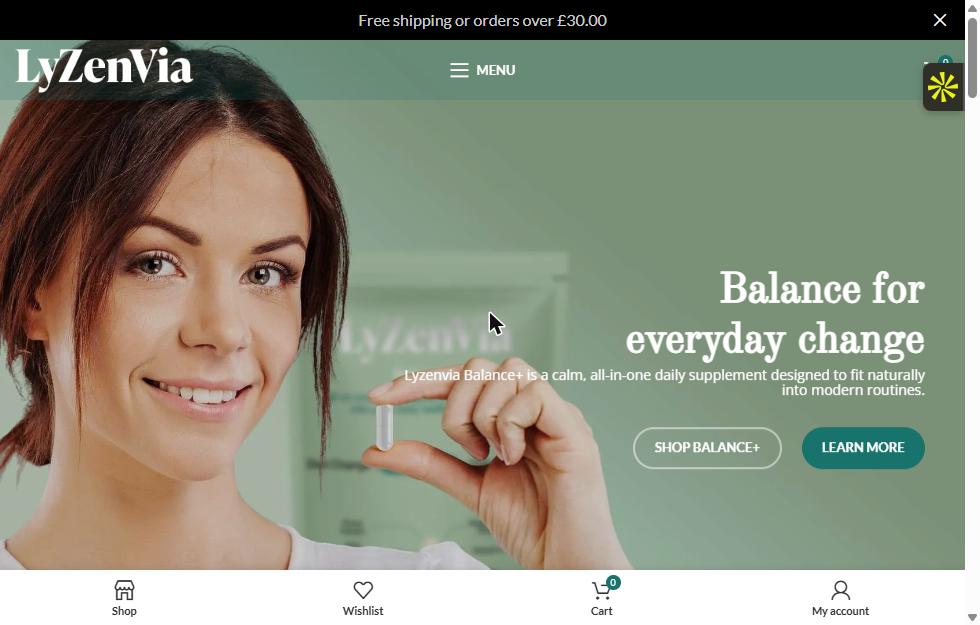 Free shipping or orders over £30.00
LyZenVia
MENU
0
LyZenVia
Balance for
everyday change
Lyzenvia Balance+ is a calm, all-in-one daily supplement designed to fit naturally
into modern routines.
SHOP BALANCE+
LEARN MORE
0
Shop
Wishlist
Cart
My account